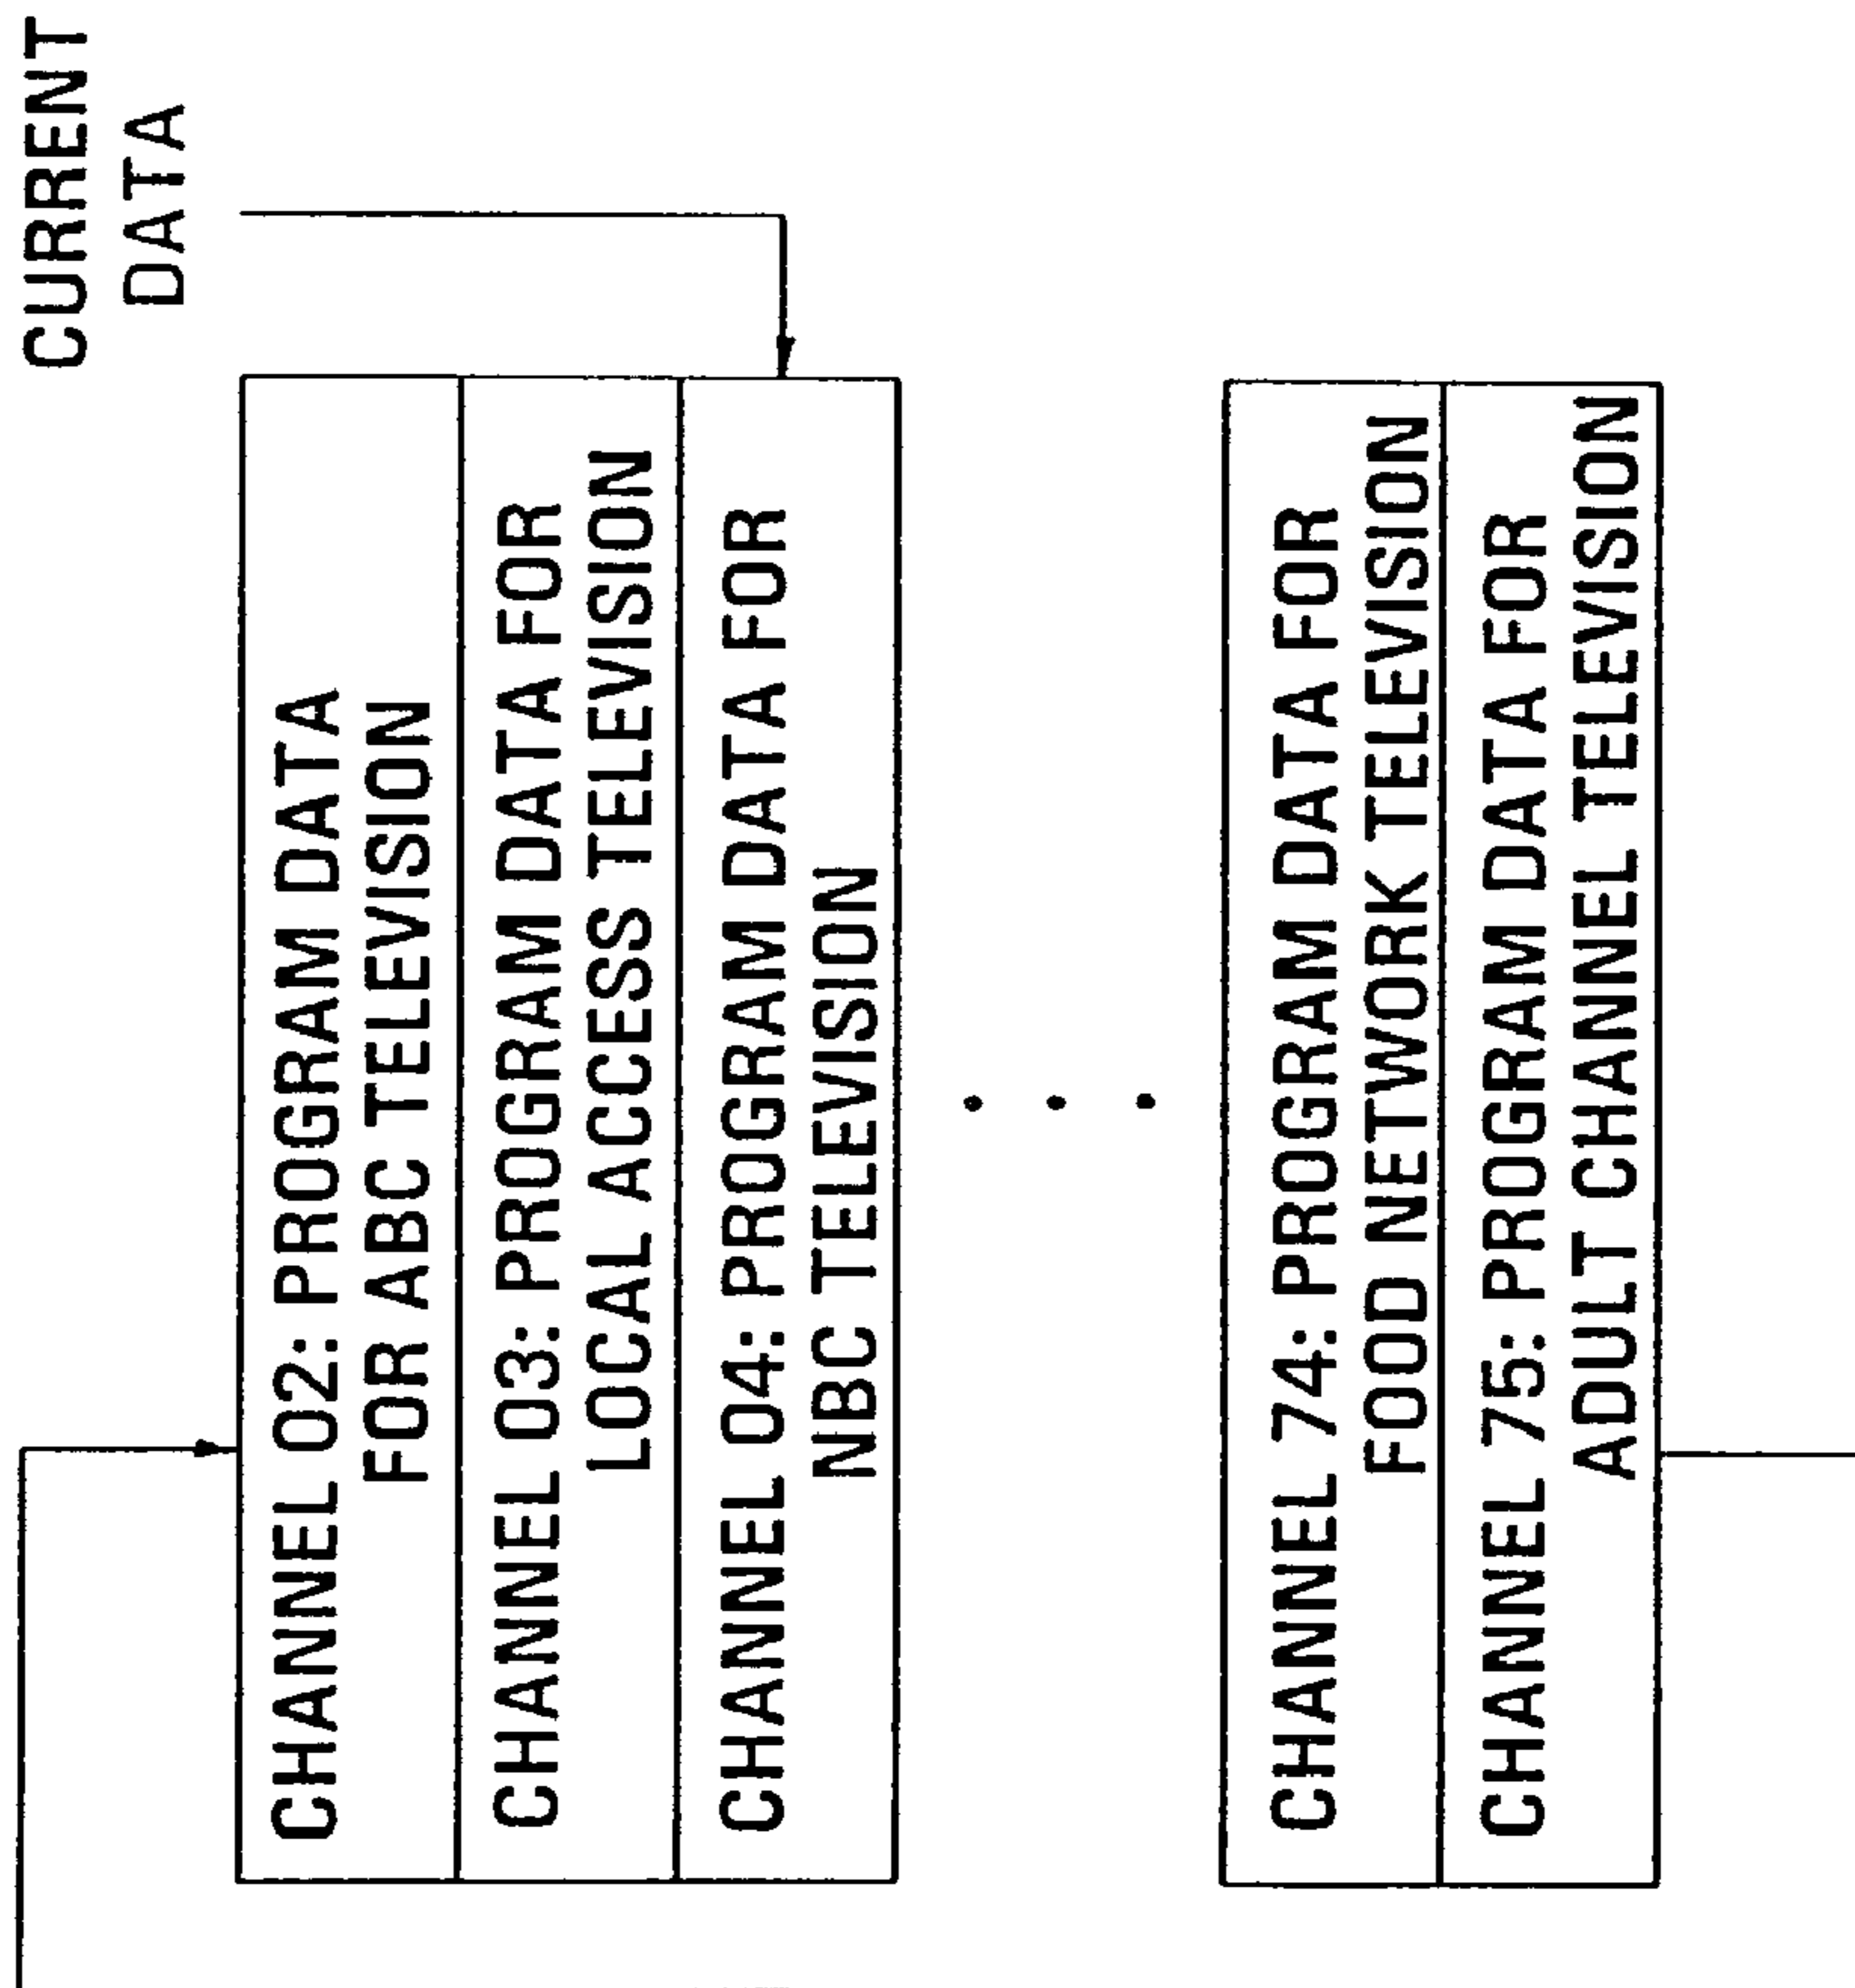 CURRENT
DATA
CHANNEL 02: PROGRAM DATA
FOR ABC TELEVISION
CHANNEL 03: PROGRAM DATA FOR
LOCAL ACCESS TELEVISION
CHANNEL 04: PROGRAM DATA FOR
NBC TELEVISION
CHANNEL 74: PROGRAM DATA FOR
FOOD NETWORK TELEVISION
CHANNEL 75: PROGRAM DATA FOR
ADULT CHANNEL TELEVISION